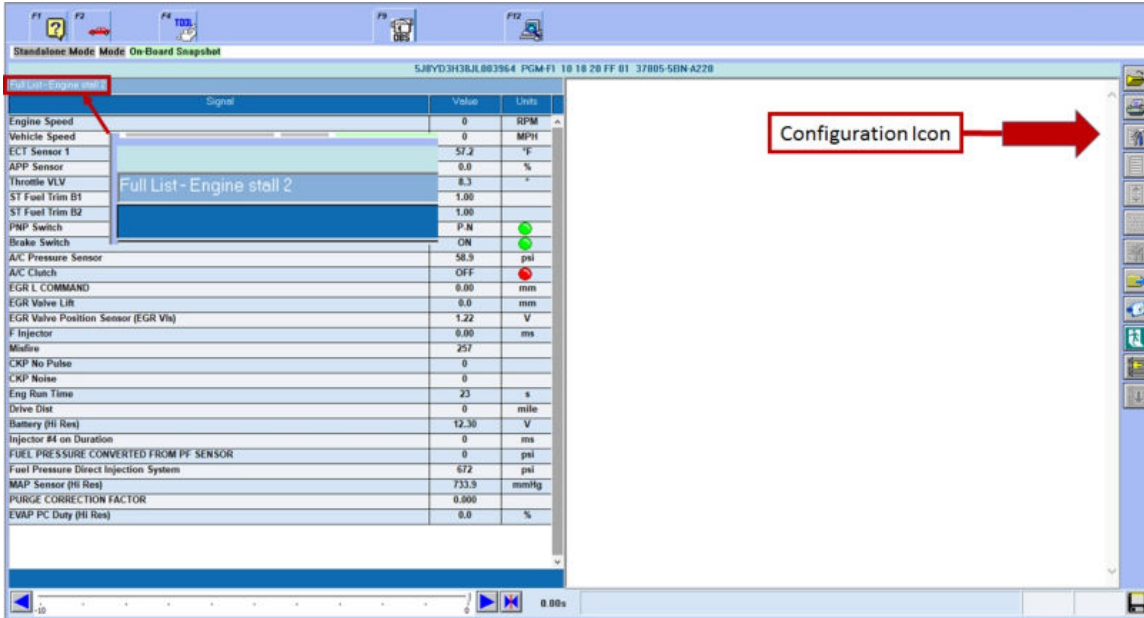 F1 F2 F4 F9 F12
TOOL
OBS
Standalone Mode Mode On-Board Snapshot
5J8YD3H38JL003964 PGM-FI 10 18 20 FF 01 37805-5BN-A220
Full List - Engine stall 2
Signal Value Units
Engine Speed 0 RPM
Vehicle Speed 0 MPH
ECT Sensor 1 57.2 °F
APP Sensor 0.0 %
Throttle VLV 8.3 °
ST Fuel Trim B1 1.00
ST Fuel Trim B2 1.00
PNP Switch P-N
Brake Switch ON
A/C Pressure Sensor 58.9 psi
A/C Clutch OFF
EGR L COMMAND 0.00 mm
EGR Valve Lift 0.0 mm
EGR Valve Position Sensor (EGR Vls) 1.22 V
F Injector 0.00 ms
Misfire 257
CKP No Pulse 0
CKP Noise 0
Eng Run Time 23 s
Drive Dist 0 mile
Battery (Hi Res) 12.30 V
Injector #4 on Duration 0 ms
FUEL PRESSURE CONVERTED FROM PF SENSOR 0 psi
Fuel Pressure Direct Injection System 672 psi
MAP Sensor (Hi Res) 733.9 mmHg
PURGE CORRECTION FACTOR 0.000
EVAP PC Duty (Hi Res) 0.0 %
Full List - Engine stall 2
Configuration Icon
-10 0 0.00s